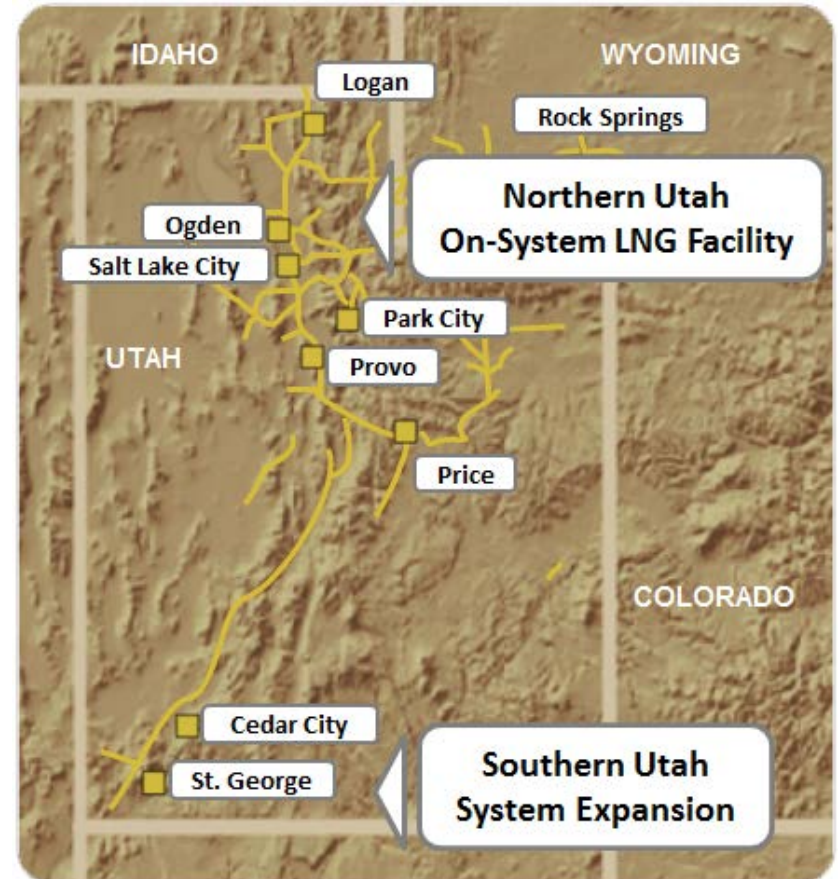 IDAHO
WYOMING
Logan
Rock Springs
Northern Utah
On-System LNG Facility
Ogden
Salt Lake City
Park City
UTAH
Provo
Price
COLORADO
Cedar City
Southern Utah
System Expansion
St. George